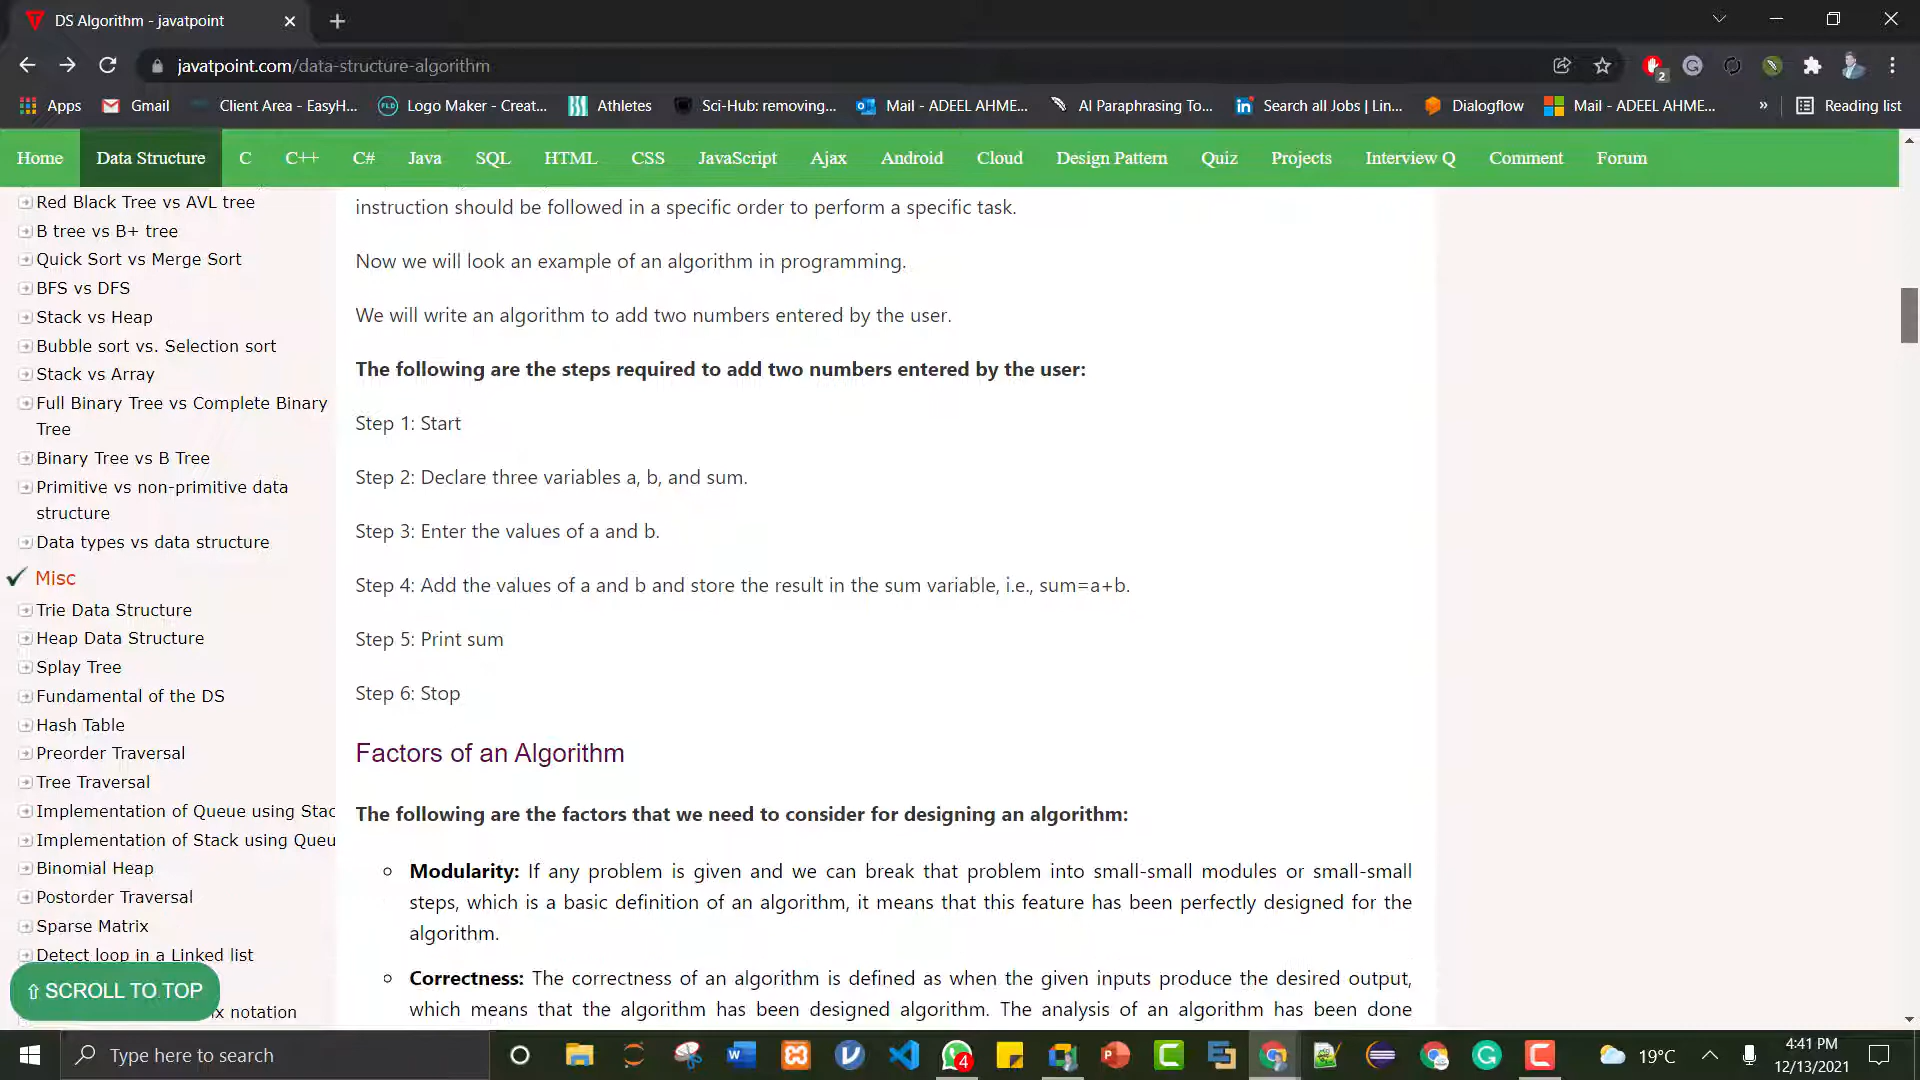 DS Algorithm - javatpoint
javatpoint.com/data-structure-algorithm
2
Apps
Gmail
Client Area - EasyH...
Logo Maker - Creat...
Athletes
Sci-Hub: removing...
Mail - ADEEL AHME...
AI Paraphrasing To...
Search all Jobs | Lin...
Dialogflow
Mail - ADEEL AHME...
»
Reading list
Home
Data Structure
C
C++
C#
Java
SQL
HTML
CSS
JavaScript
Ajax
Android
Cloud
Design Pattern
Quiz
Projects
Interview Q
Comment
Forum
Red Black Tree vs AVL tree
B tree vs B+ tree
Quick Sort vs Merge Sort
BFS vs DFS
Stack vs Heap
Bubble sort vs. Selection sort
Stack vs Array
Full Binary Tree vs Complete Binary
Tree
Binary Tree vs B Tree
Primitive vs non-primitive data
structure
Data types vs data structure
Misc
Trie Data Structure
Heap Data Structure
Splay Tree
Fundamental of the DS
Hash Table
Preorder Traversal
Tree Traversal
Implementation of Queue using Stac
Implementation of Stack using Queu
Binomial Heap
Postorder Traversal
Sparse Matrix
Detect loop in a Linked list
⇧ SCROLL TO TOP
x notation
instruction should be followed in a specific order to perform a specific task.
Now we will look an example of an algorithm in programming.
We will write an algorithm to add two numbers entered by the user.
The following are the steps required to add two numbers entered by the user:
Step 1: Start
Step 2: Declare three variables a, b, and sum.
Step 3: Enter the values of a and b.
Step 4: Add the values of a and b and store the result in the sum variable, i.e., sum=a+b.
Step 5: Print sum
Step 6: Stop
Factors of an Algorithm
The following are the factors that we need to consider for designing an algorithm:
Modularity: If any problem is given and we can break that problem into small-small modules or small-small
steps, which is a basic definition of an algorithm, it means that this feature has been perfectly designed for the
algorithm.
Correctness: The correctness of an algorithm is defined as when the given inputs produce the desired output,
which means that the algorithm has been designed algorithm. The analysis of an algorithm has been done
Type here to search
4
19°C
4:41 PM
12/13/2021